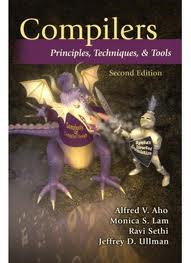 Compilers
Principles, Techniques, & Tools
Second Edition
Alfred V. Aho
Monica S. Lam
Ravi Sethi
Jeffrey D. Ullman